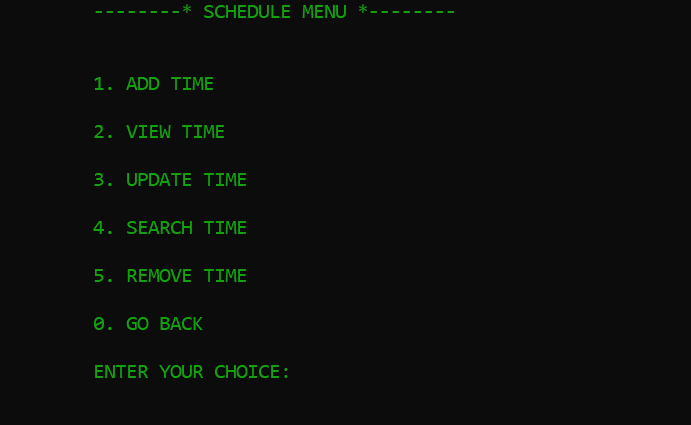 --------* SCHEDULE MENU *--------
1. ADD TIME
2. VIEW TIME
3. UPDATE TIME
4. SEARCH TIME
5. REMOVE TIME
0. GO BACK
ENTER YOUR CHOICE: